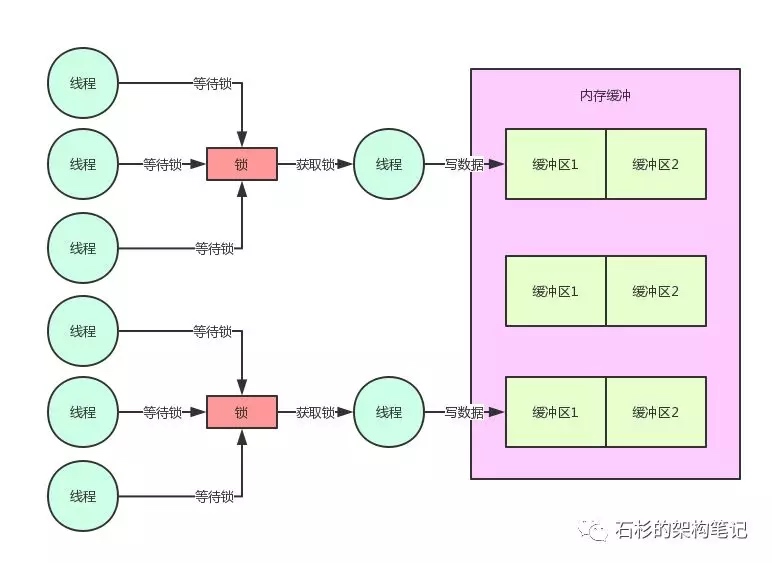 线程
等待锁
内存缓冲
线程
等待锁
锁
获取锁
线程
写数据
缓冲区1
缓冲区2
线程
等待锁
缓冲区1
缓冲区2
线程
等待锁
线程
等待锁
锁
获取锁
线程
写数据
缓冲区1
缓冲区2
线程
等待锁
石杉的架构笔记